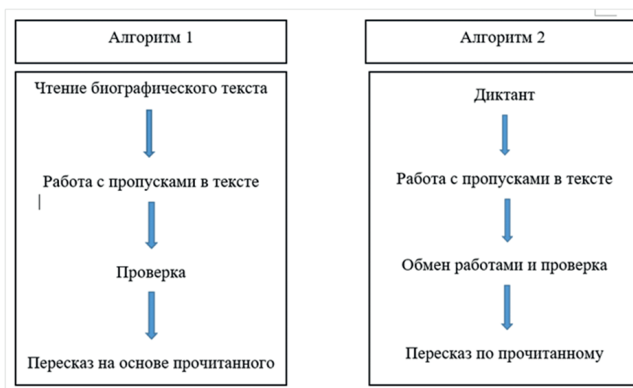 Алгоритм 1
Чтение биографического текста
Работа с пропусками в тексте
Проверка
Пересказ на основе прочитанного
Алгоритм 2
Диктант
Работа с пропусками в тексте
Обмен работами и проверка
Пересказ по прочитанному